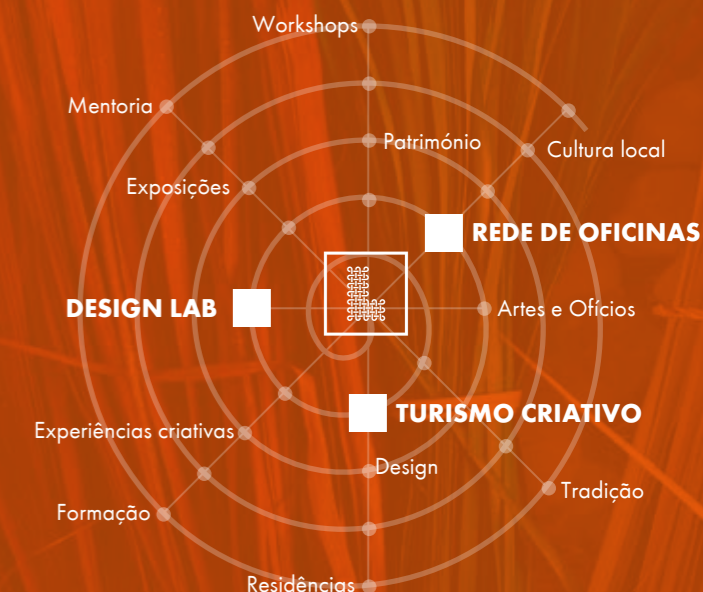 Workshops
Mentoria
Património
Cultura local
Exposições
REDE DE OFICINAS
DESIGN LAB
Artes e Ofícios
TURISMO CRIATIVO
Experiências criativas
Design
Tradição
Formação
Residências